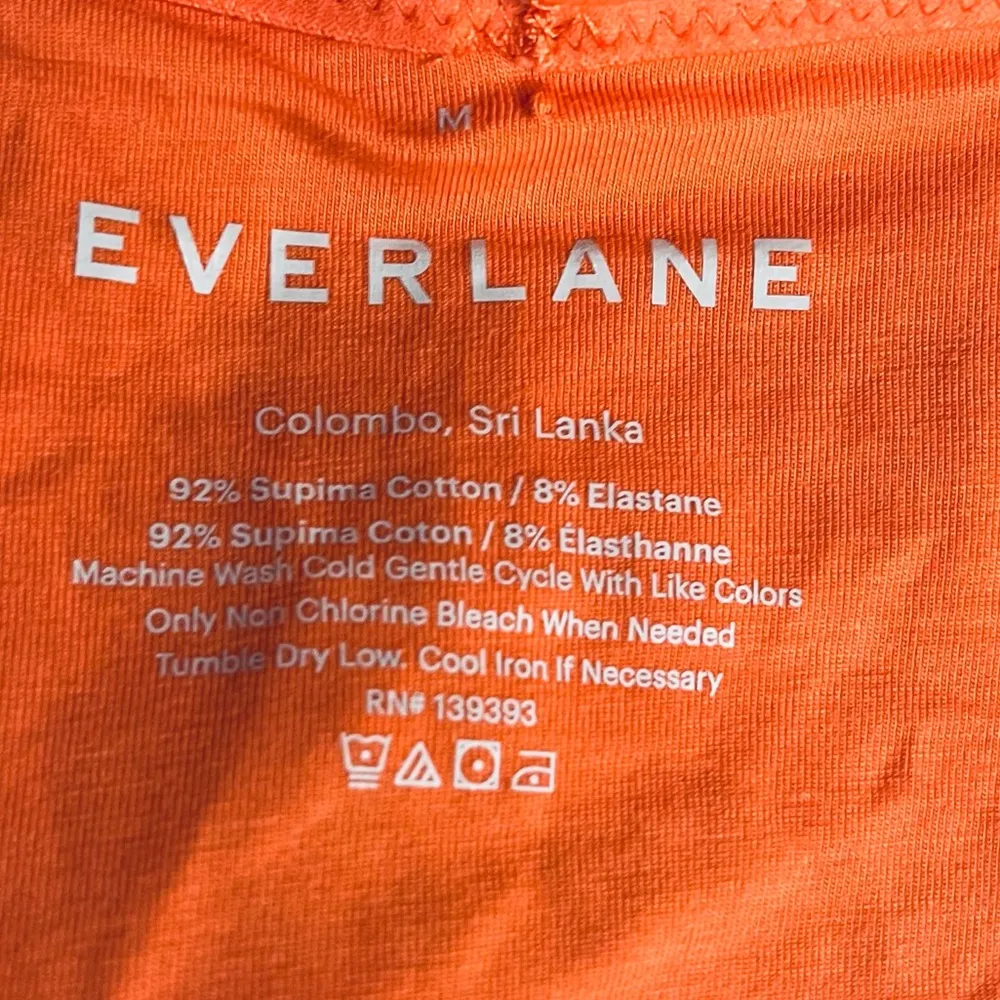 M
EVERLANE
Colombo, Sri Lanka
92% Supima Cotton / 8% Elastane
92% Supima Coton / 8% Élasthanne
Machine Wash Cold Gentle Cycle With Like Colors
Only Non Chlorine Bleach When Needed
Tumble Dry Low. Cool Iron If Necessary
RN# 139393